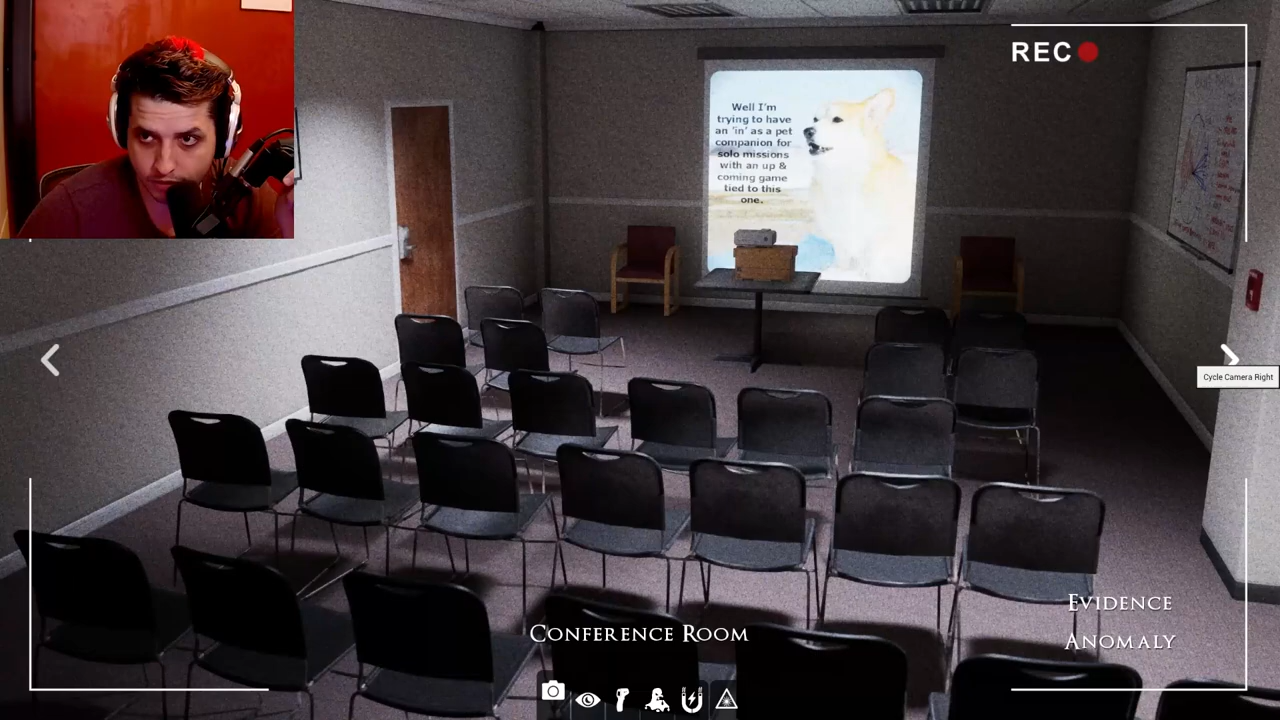 REC
Well I'm
trying to have
an 'in' as a pet
companion for
solo missions
with an up &
coming game
tied to this
one.
Cycle Camera Right
Evidence
Anomaly
Conference Room